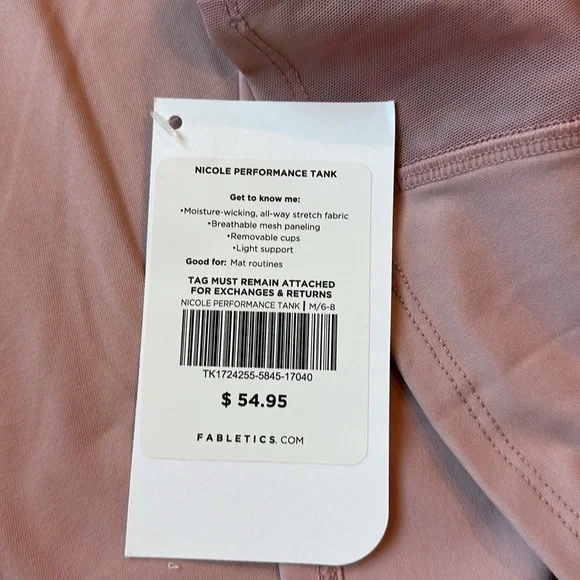 NICOLE PERFORMANCE TANK
Get to know me:
•Moisture-wicking, all-way stretch fabric
•Breathable mesh paneling
•Removable cups
•Light support
Good for: Mat routines
TAG MUST REMAIN ATTACHED
FOR EXCHANGES & RETURNS
NICOLE PERFORMANCE TANK | M/6-8
TK1724255-5845-17040
$ 54.95
FABLETICS.COM